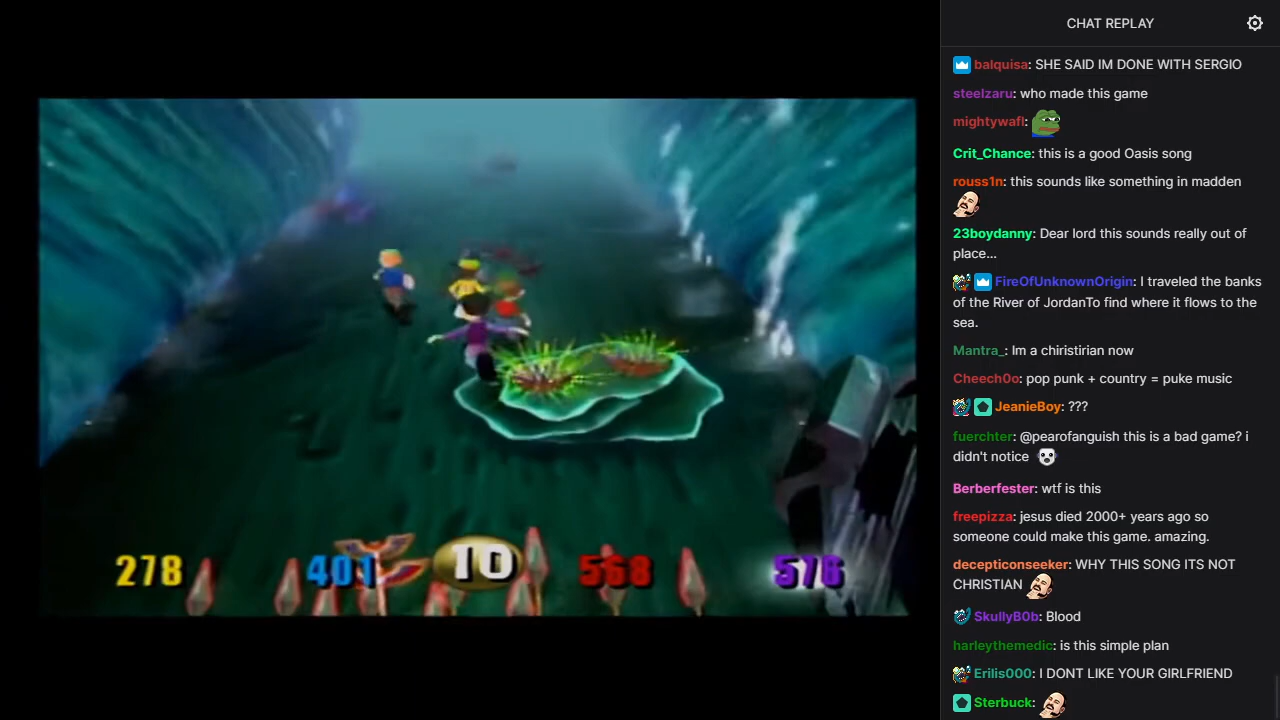 CHAT REPLAY
balquisa: SHE SAID IM DONE WITH SERGIO
steelzaru: who made this game
mightywafl:
Crit_Chance: this is a good Oasis song
rouss1n: this sounds like something in madden
23boydanny: Dear lord this sounds really out of
place...
FireOfUnknownOrigin: I traveled the banks
of the River of JordanTo find where it flows to the
sea.
Mantra_: Im a chiristirian now
Cheech0o: pop punk + country = puke music
JeanieBoy: ???
fuerchter: @pearofanguish this is a bad game? i
didn't notice
Berberfester: wtf is this
freepizza: jesus died 2000+ years ago so
someone could make this game. amazing.
decepticonseeker: WHY THIS SONG ITS NOT
CHRISTIAN
SkullyB0b: Blood
harleythemedic: is this simple plan
Erilis000: I DONT LIKE YOUR GIRLFRIEND
Sterbuck:
278 401 10 568 576